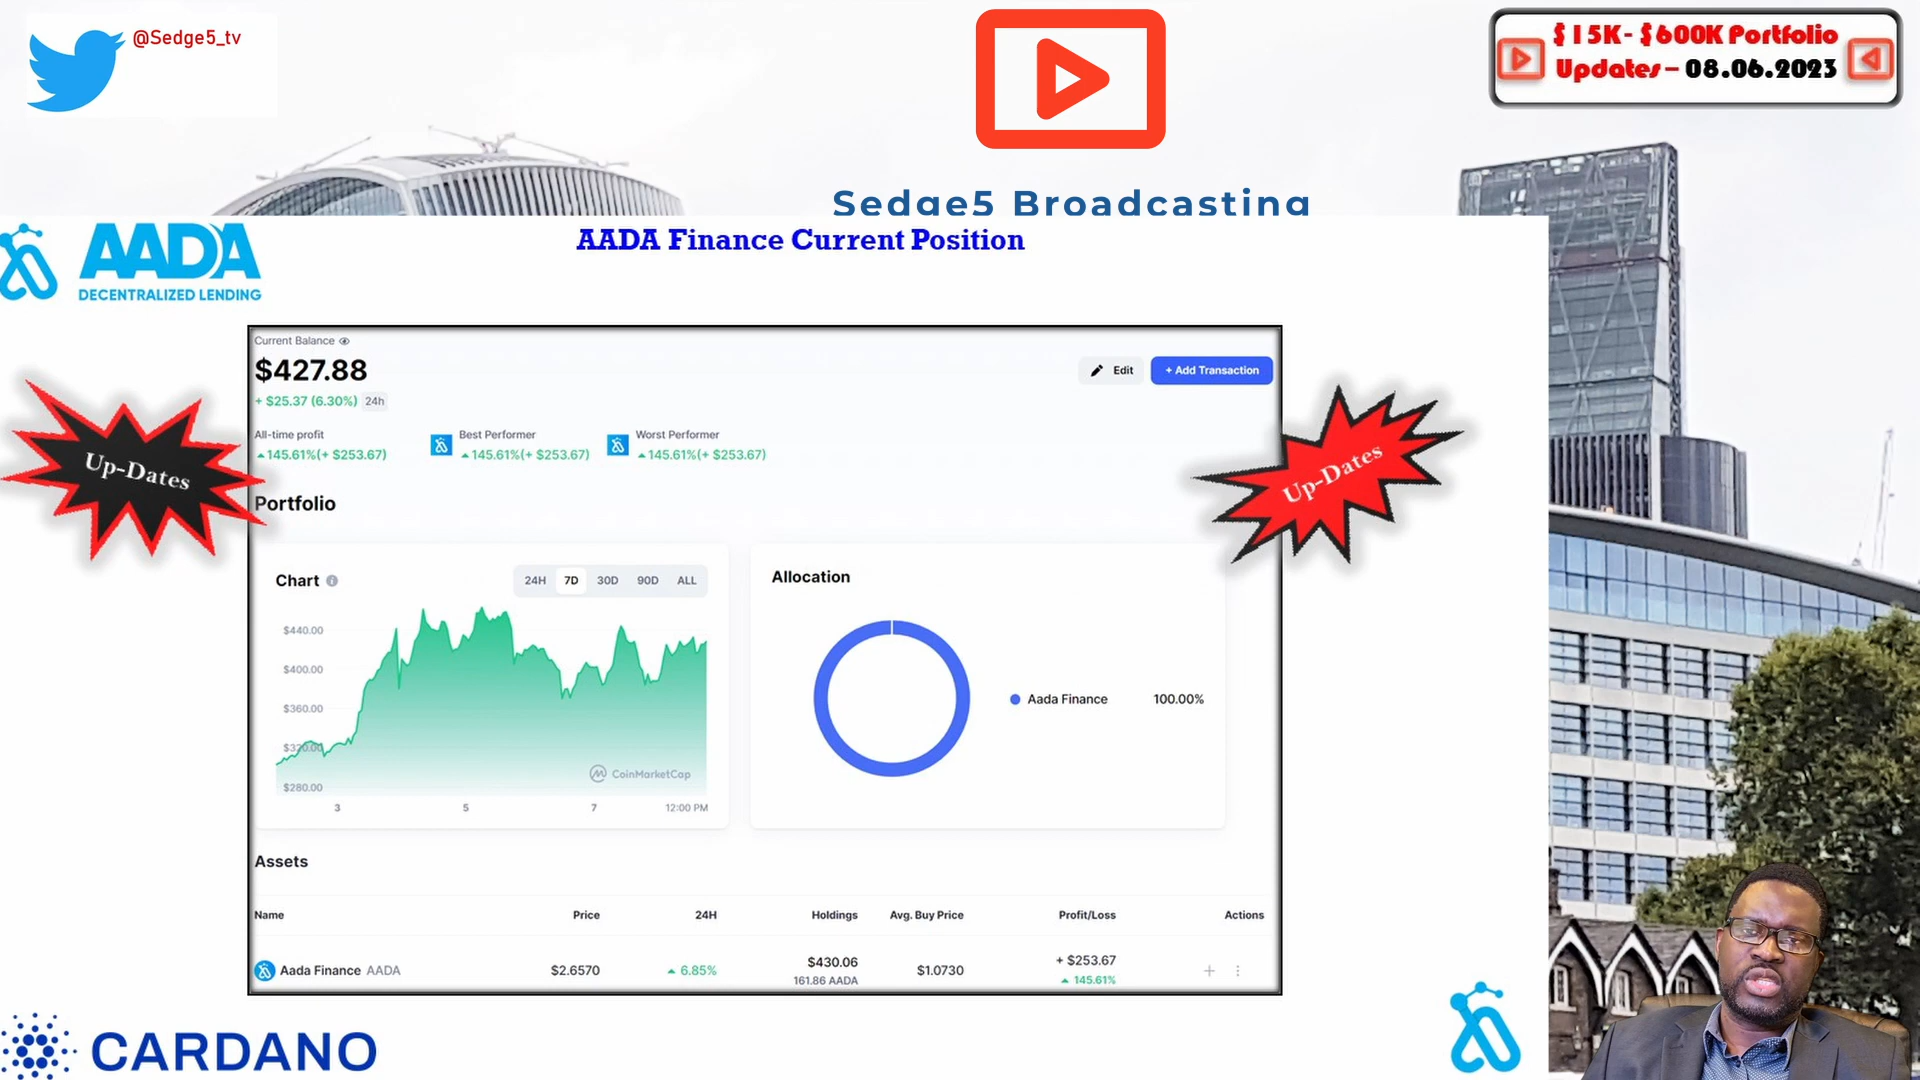 @Sedge5_tv
$15K- $600K Portfolio
Updates – 08.06.2023
Sedge5 Broadcasting
AADA
DECENTRALIZED LENDING
AADA Finance Current Position
Current Balance
$427.88
+ $25.37 (6.30%) 24h
Edit
+ Add Transaction
All-time profit
145.61%(+ $253.67)
Best Performer
145.61%(+ $253.67)
Worst Performer
145.61%(+ $253.67)
Up-Dates
Up-Dates
Portfolio
Chart
24H 7D 30D 90D ALL
$440.00
$400.00
$360.00
$320.00
$280.00
CoinMarketCap
3 5 7 12:00 PM
Allocation
Aada Finance 100.00%
Assets
Name Price 24H Holdings Avg. Buy Price Profit/Loss Actions
Aada Finance AADA $2.6570 6.85% $430.06 $1.0730 + $253.67
161.86 AADA 145.61%
CARDANO